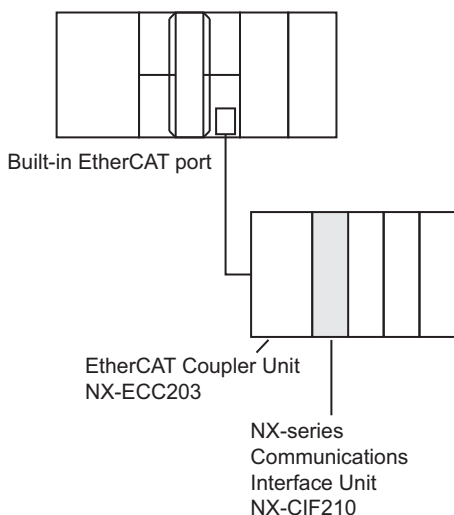 Built-in EtherCAT port
EtherCAT Coupler Unit
NX-ECC203
NX-series
Communications
Interface Unit
NX-CIF210